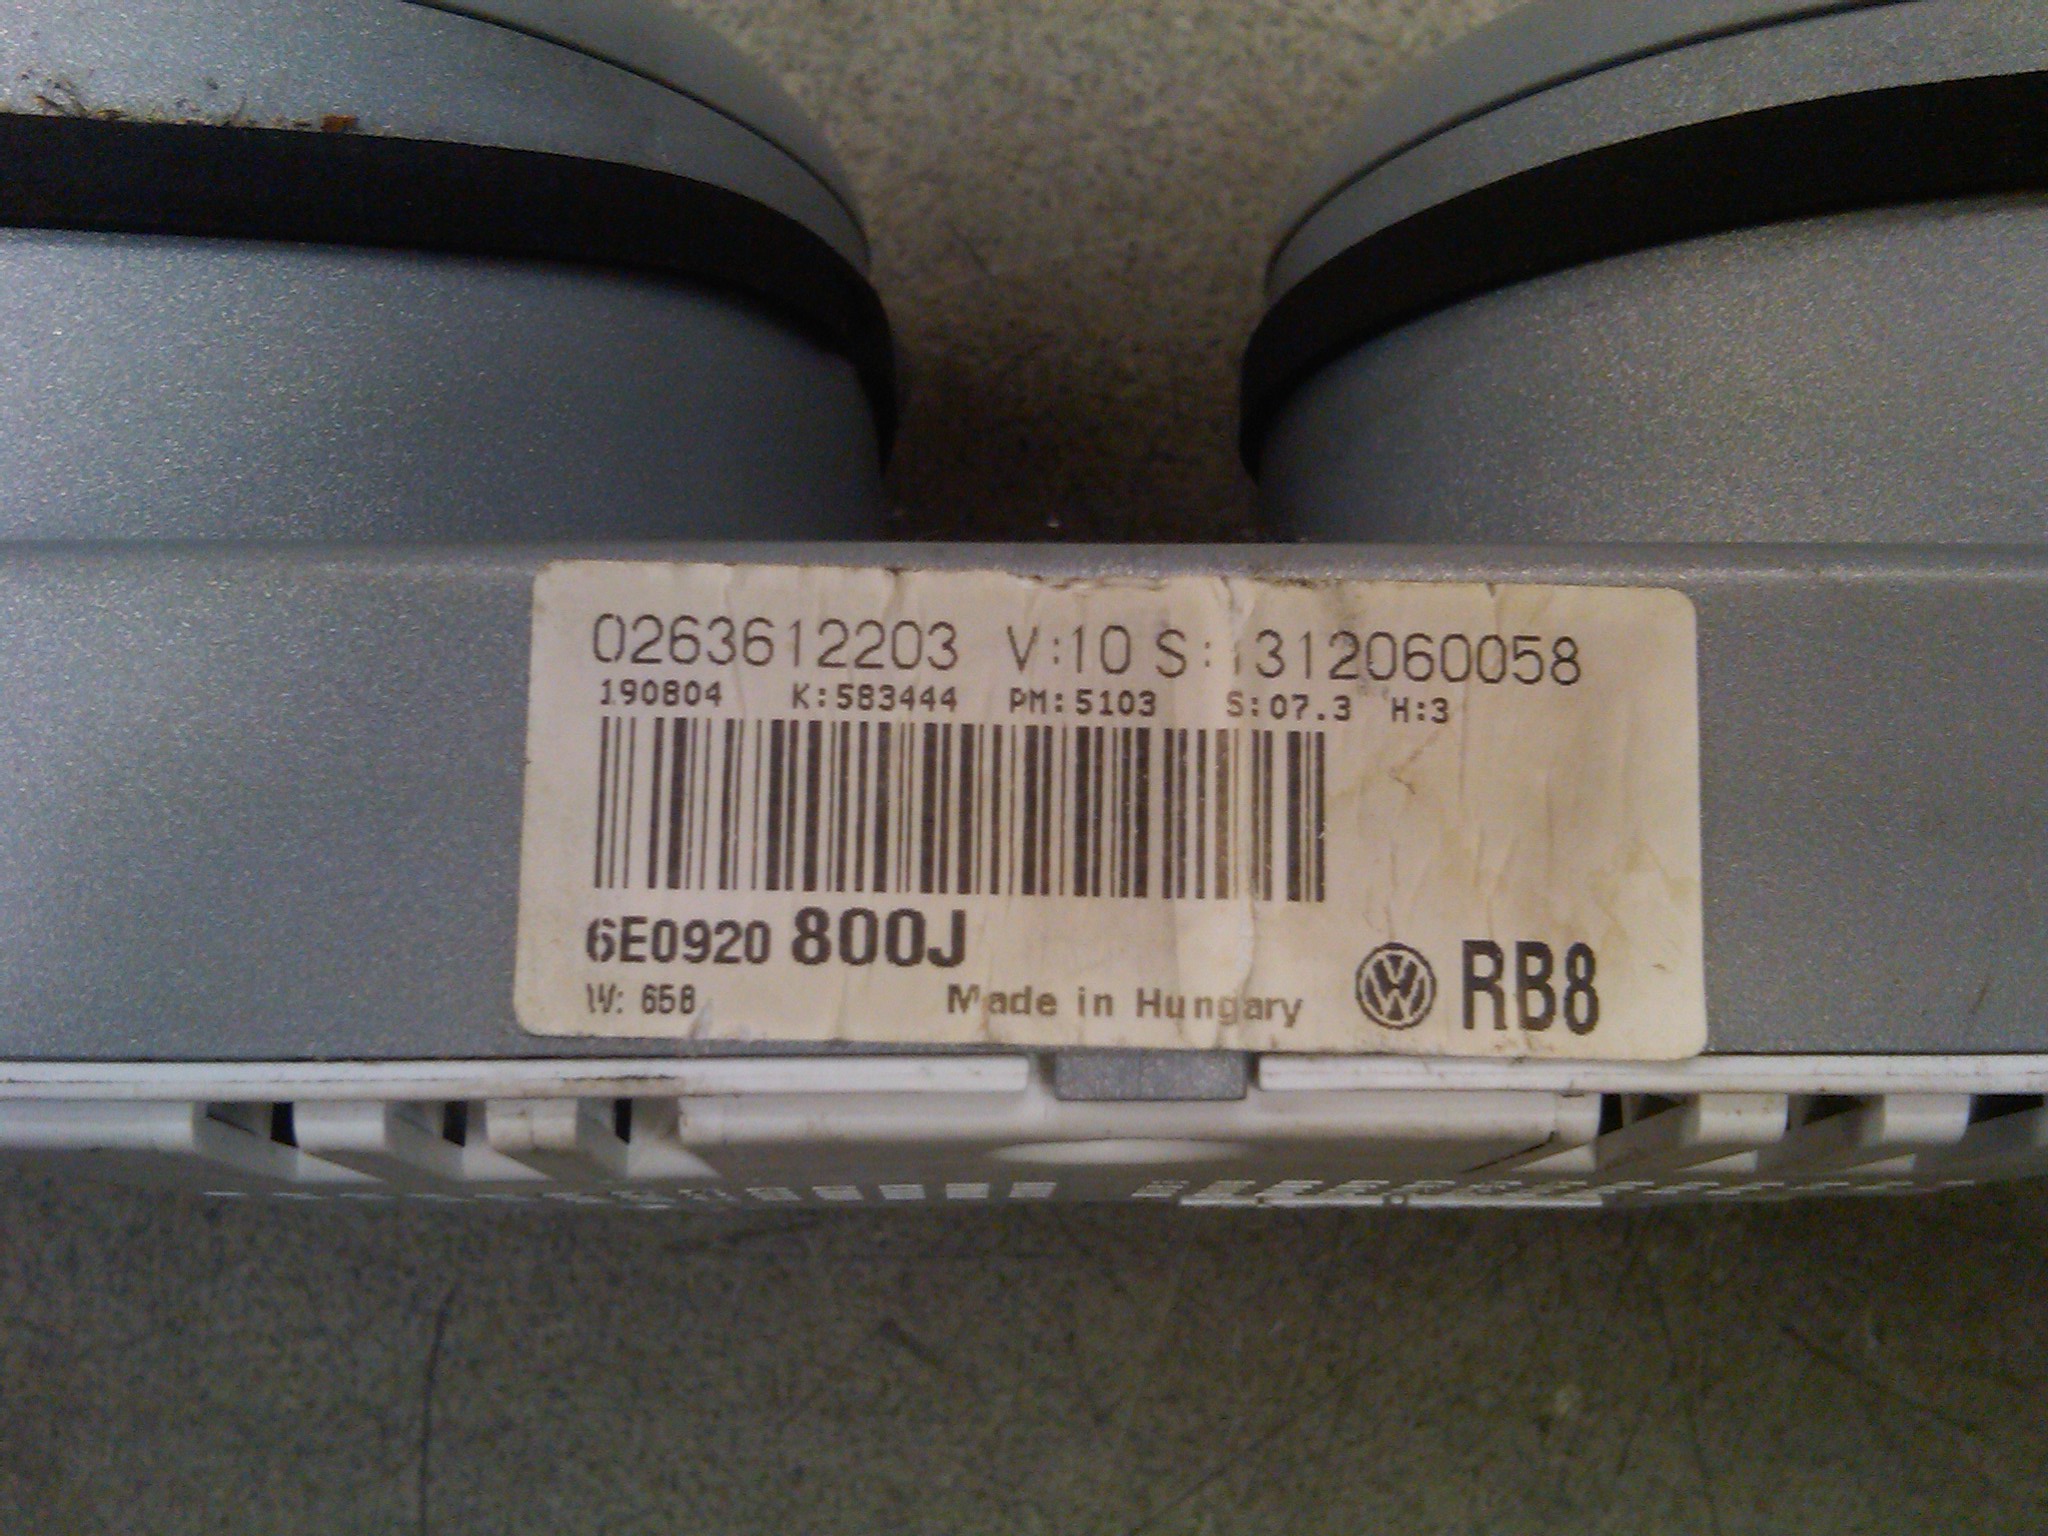 0263612203 V:10 S:1312060058
190804 K:583444 PM:5103 S:07.3 H:3
6E0920 800J
W: 658 Made in Hungary RB8